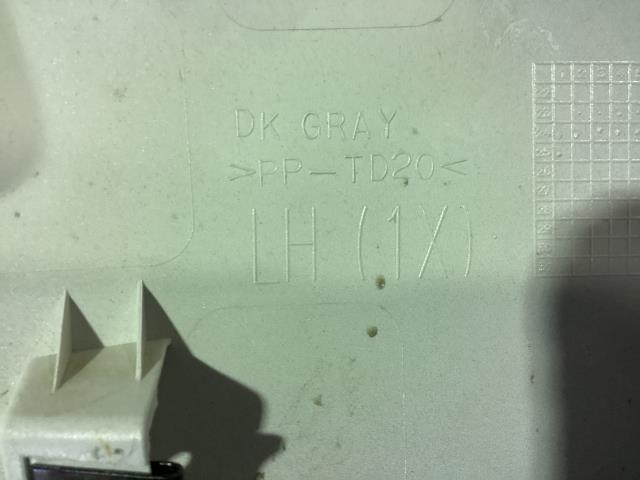 DK GRAY
>PP-TD20<
LH (1X)